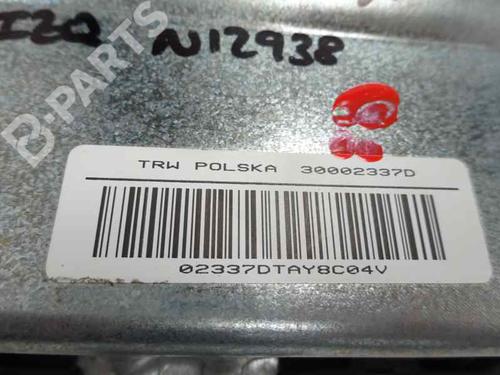 IZQ N12938
B-PARTS
TRW POLSKA 30002337D
02337DTAY8C04V